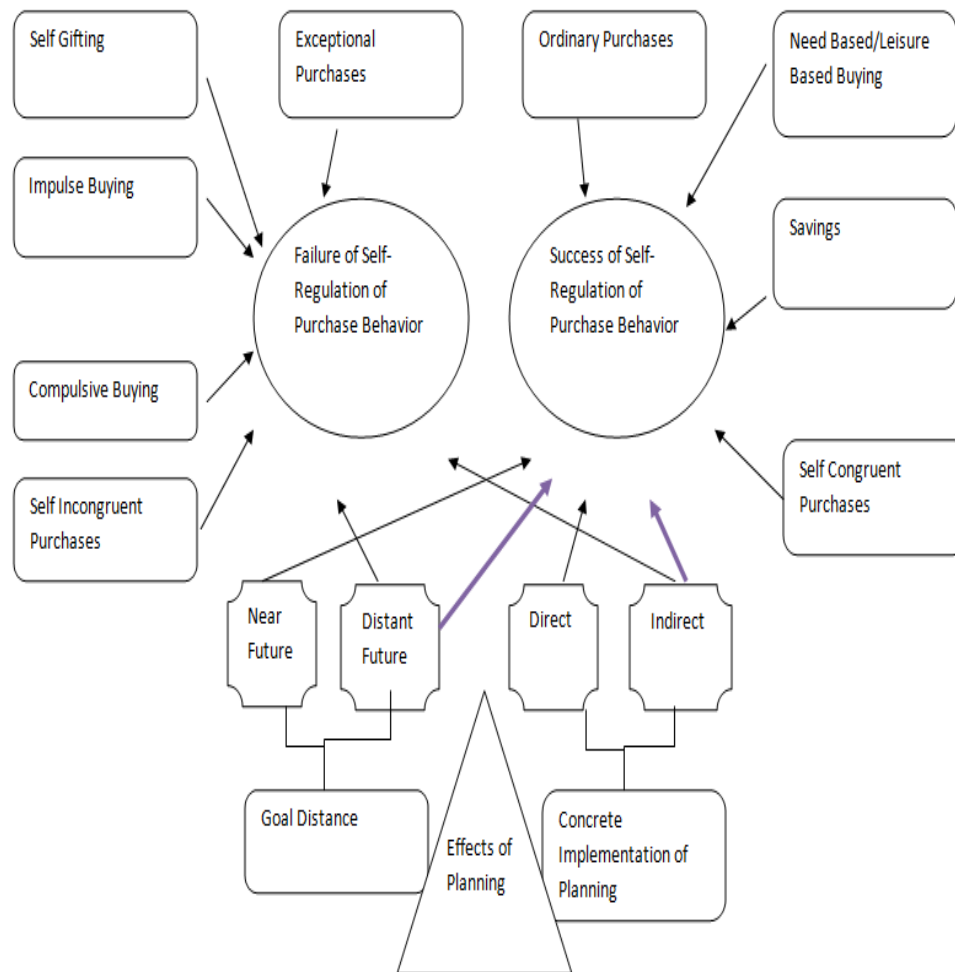 Self Gifting
Exceptional
Purchases
Ordinary Purchases
Need Based/Leisure
Based Buying
Impulse Buying
Savings
Failure of Self-
Regulation of
Purchase Behavior
Success of Self-
Regulation of
Purchase Behavior
Compulsive Buying
Self Incongruent
Purchases
Self Congruent
Purchases
Near
Future
Distant
Future
Direct
Indirect
Goal Distance
Effects of
Planning
Concrete
Implementation of
Planning